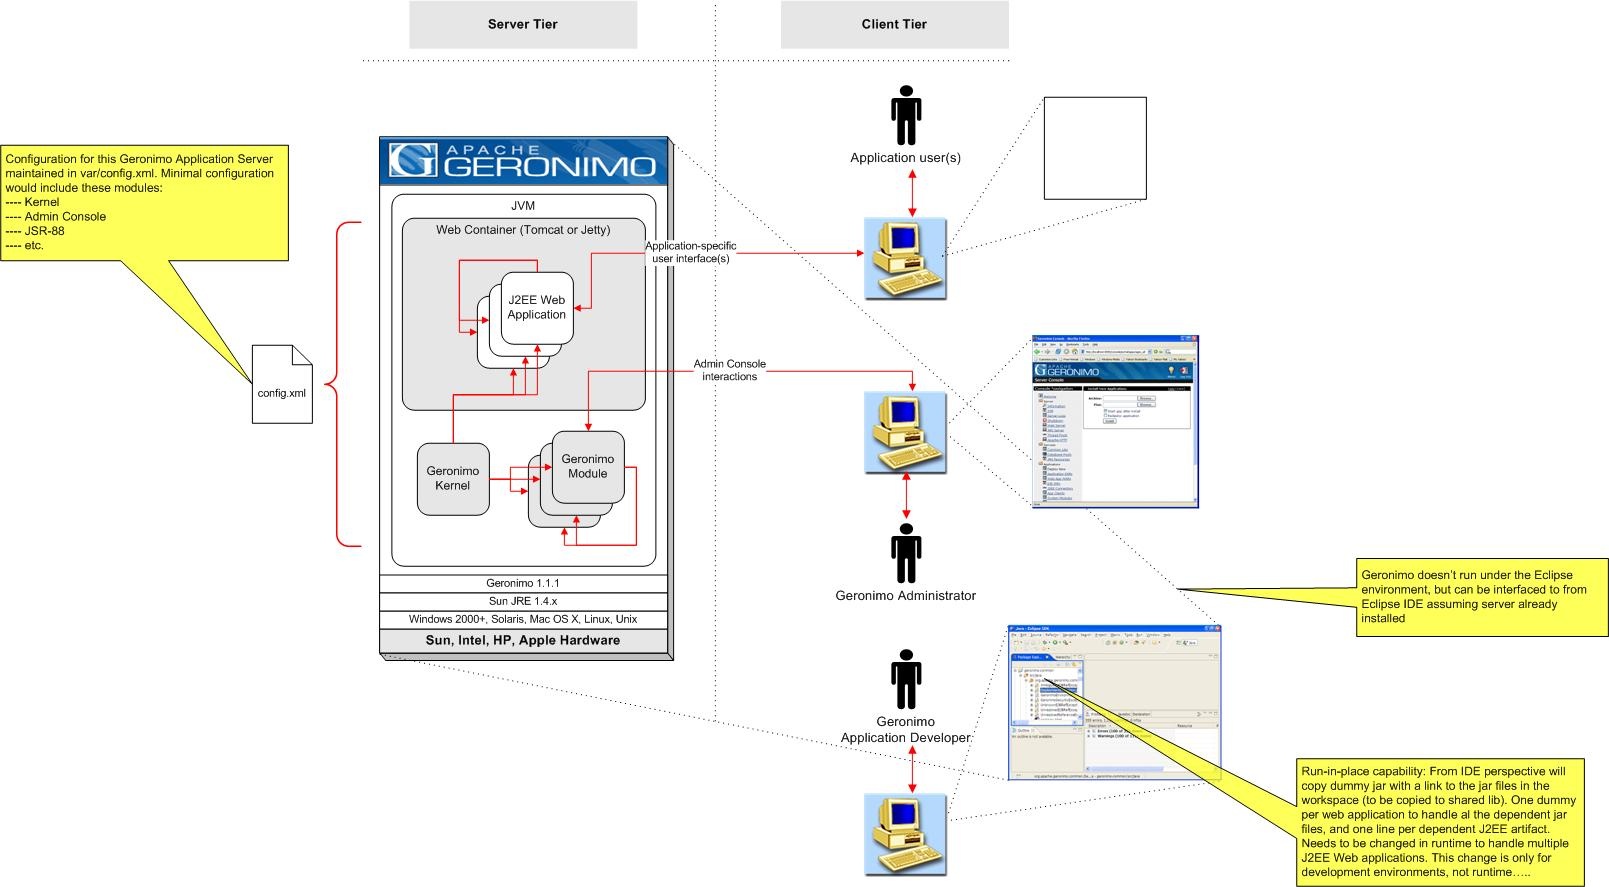 Server Tier
Client Tier
Application user(s)
Configuration for this Geronimo Application Server
maintained in var/config.xml. Minimal configuration
would include these modules:
---- Kernel
---- Admin Console
---- JSR-88
---- etc.
config.xml
APACHE
GERONIMO
JVM
Web Container (Tomcat or Jetty)
J2EE Web
Application
Application-specific
user interface(s)
Admin Console
interactions
Geronimo
Kernel
Geronimo
Module
Geronimo 1.1.1
Sun JRE 1.4.x
Windows 2000+, Solaris, Mac OS X, Linux, Unix
Sun, Intel, HP, Apple Hardware
APACHE
GERONIMO
Server Console
Geronimo Administrator
Geronimo doesn't run under the Eclipse
environment, but can be interfaced to from
Eclipse IDE assuming server already
installed
Geronimo
Application Developer
Java - Eclipse SDK
Run-in-place capability: From IDE perspective will
copy dummy jar with a link to the jar files in the
workspace (to be copied to shared lib). One dummy
per web application to handle al the dependent jar
files, and one line per dependent J2EE artifact.
Needs to be changed in runtime to handle multiple
J2EE Web applications. This change is only for
development environments, not runtime…..